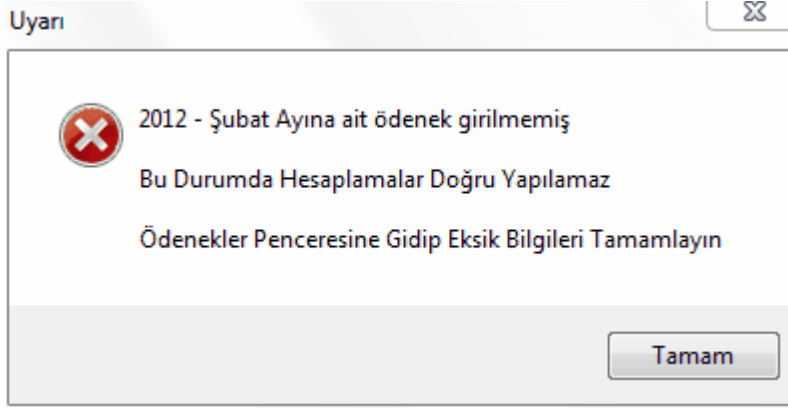 Uyarı
2012 - Şubat Ayına ait ödenek girilmemiş
Bu Durumda Hesaplamalar Doğru Yapılamaz
Ödenekler Penceresine Gidip Eksik Bilgileri Tamamlayın
Tamam